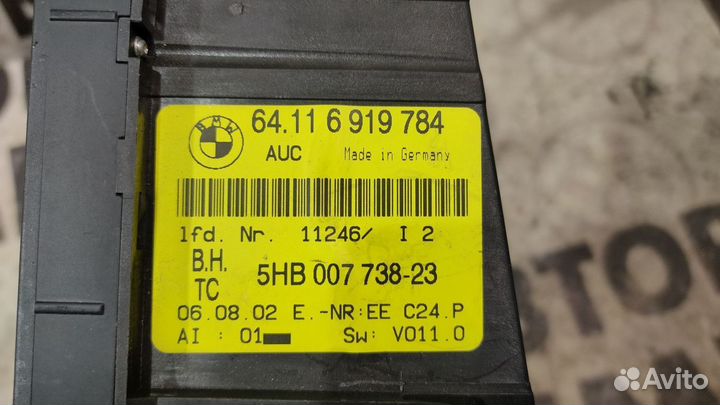 BMW
64.11 6 919 784
AUC Made in Germany
lfd. Nr. 11246/ I 2
B.H.
TC
5HB 007 738-23
06.08.02 E.-NR:EE C24.P
AI : 01 Sw: V011.0
Avito